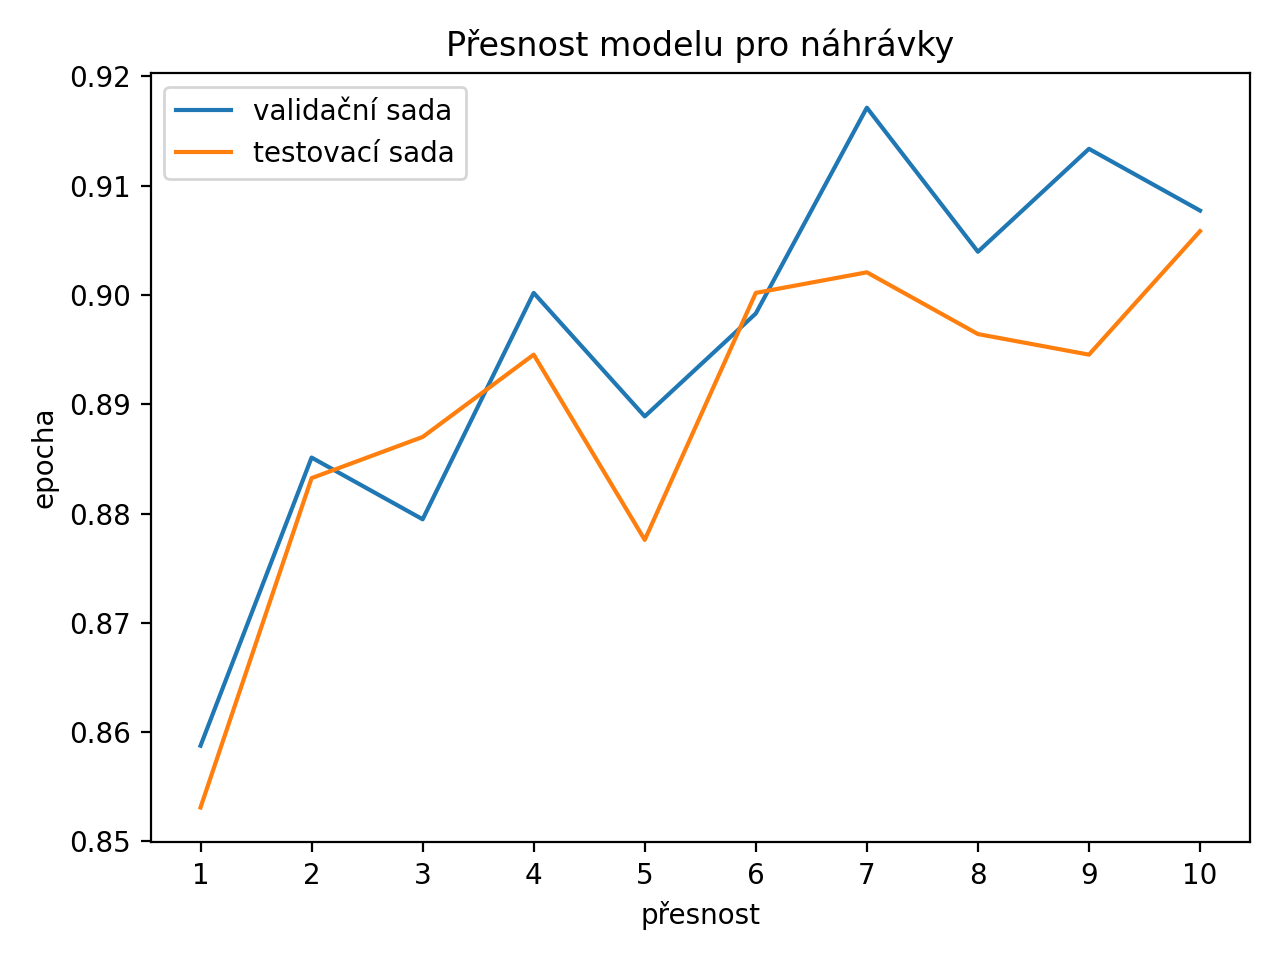 Přesnost modelu pro náhrávky
validační sada
testovací sada
0.92
0.91
0.90
0.89
0.88
0.87
0.86
0.85
epocha
1 2 3 4 5 6 7 8 9 10
přesnost